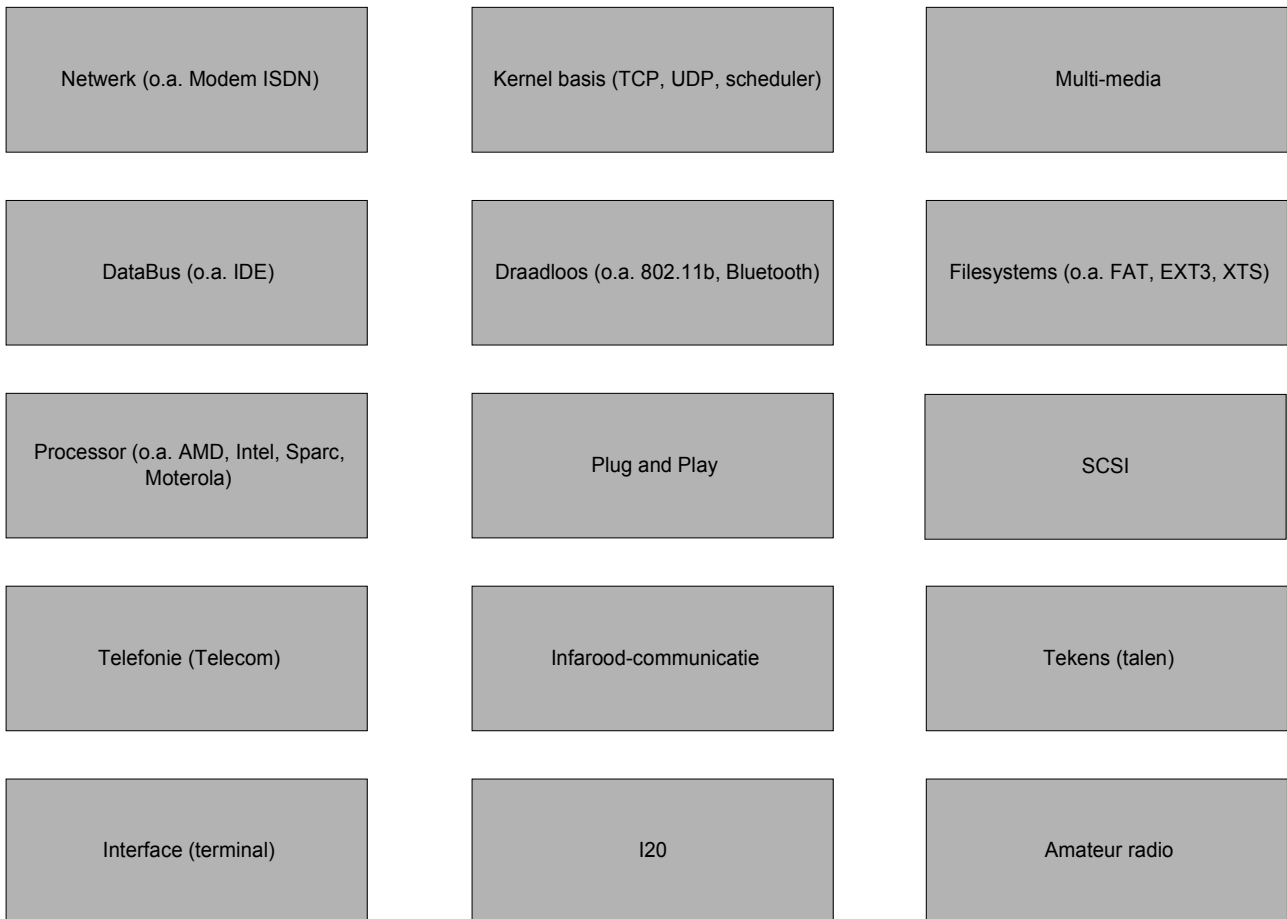 Netwerk (o.a. Modem ISDN)
Kernel basis (TCP, UDP, scheduler)
Multi-media
DataBus (o.a. IDE)
Draadloos (o.a. 802.11b, Bluetooth)
Filesystems (o.a. FAT, EXT3, XTS)
Processor (o.a. AMD, Intel, Sparc,
Moterola)
Plug and Play
SCSI
Telefonie (Telecom)
Infarood-communicatie
Tekens (talen)
Interface (terminal)
I20
Amateur radio